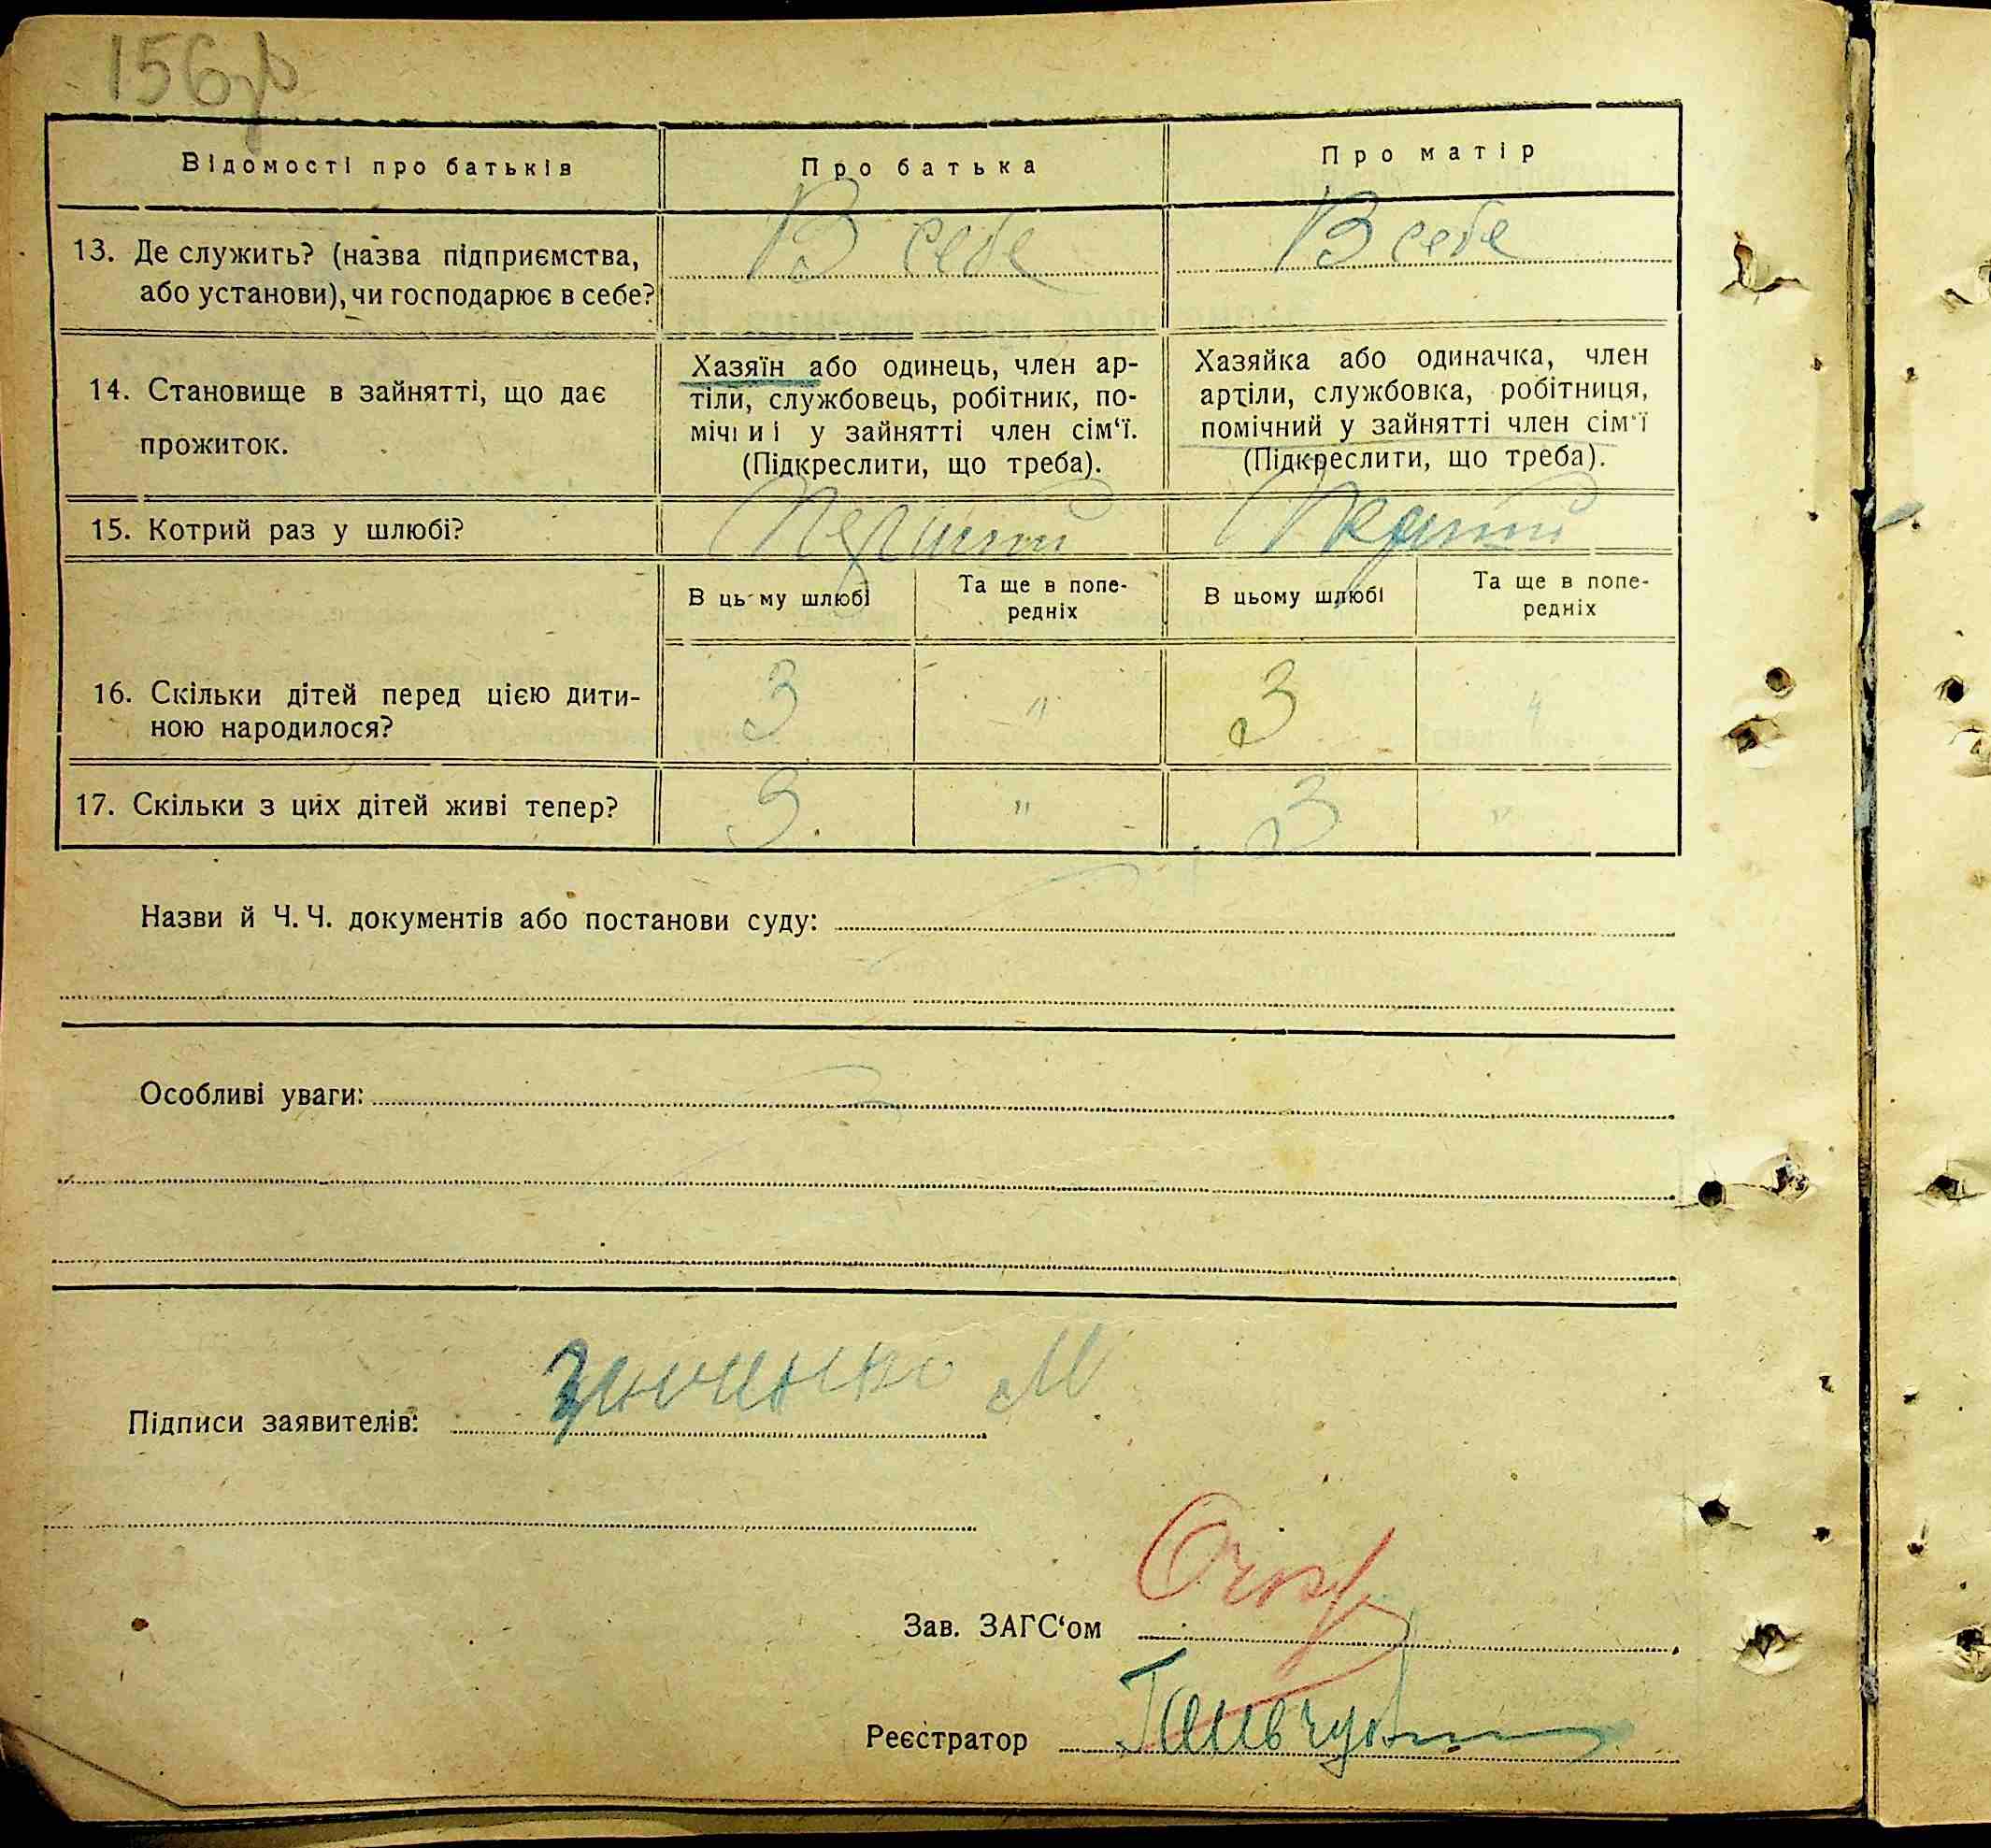 156зв
Відомості про батьків
Про батька
Про матір
13. Де служить? (назва підприємства,
або установи), чи господарює в себе?
В себе
В себе
14. Становище в зайнятті, що дає
прожиток.
Хазяїн або одинець, член ар-
тіли, службовець, робітник, по-
мічниі у зайнятті член сім‘ї.
(Підкреслити, що треба).
Хазяйка або одиначка, член
артіли, службовка, робітниця,
помічний у зайнятті член сім‘ї
(Підкреслити, що треба).
15. Котрий раз у шлюбі?
Перший
Перший
В цьому шлюбі
Та ще в попе-
редніх
В цьому шлюбі
Та ще в попе-
редніх
16. Скільки дітей перед цією дити-
ною народилося?
3
"
3
"
17. Скільки з цих дітей живі тепер?
3
"
3
"
Назви й Ч. Ч. документів або постанови суду:
Особливі уваги:
Підписи заявителів:
Зинченко М
Зав. ЗАГС‘ом
Реєстратор